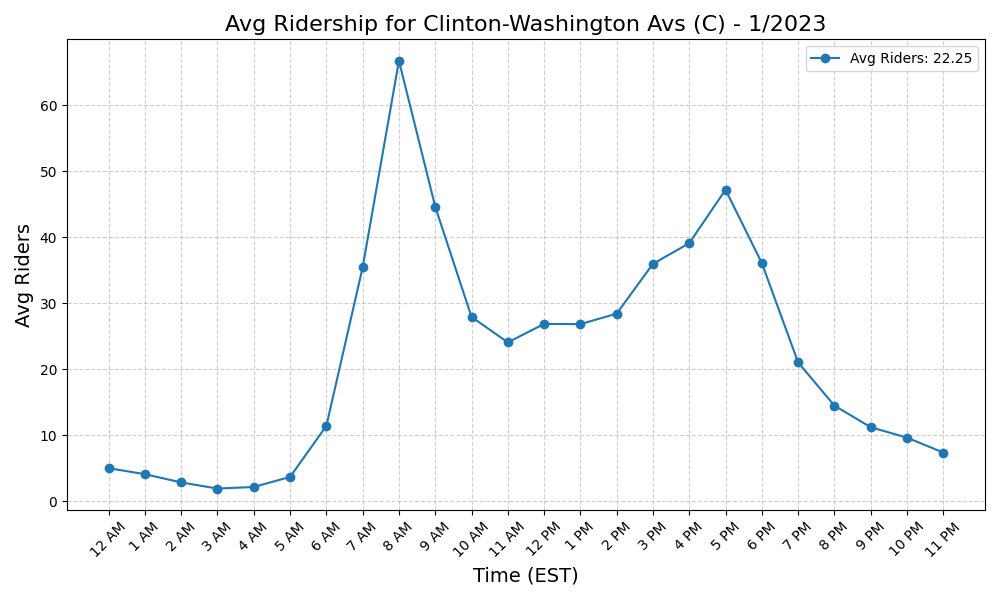 Avg Ridership for Clinton-Washington Avs (C) - 1/2023
Avg Riders: 22.25
Avg Riders
60
50
40
30
20
10
0
12 AM
1 AM
2 AM
3 AM
4 AM
5 AM
6 AM
7 AM
8 AM
9 AM
10 AM
11 AM
12 PM
1 PM
2 PM
3 PM
4 PM
5 PM
6 PM
7 PM
8 PM
9 PM
10 PM
11 PM
Time (EST)